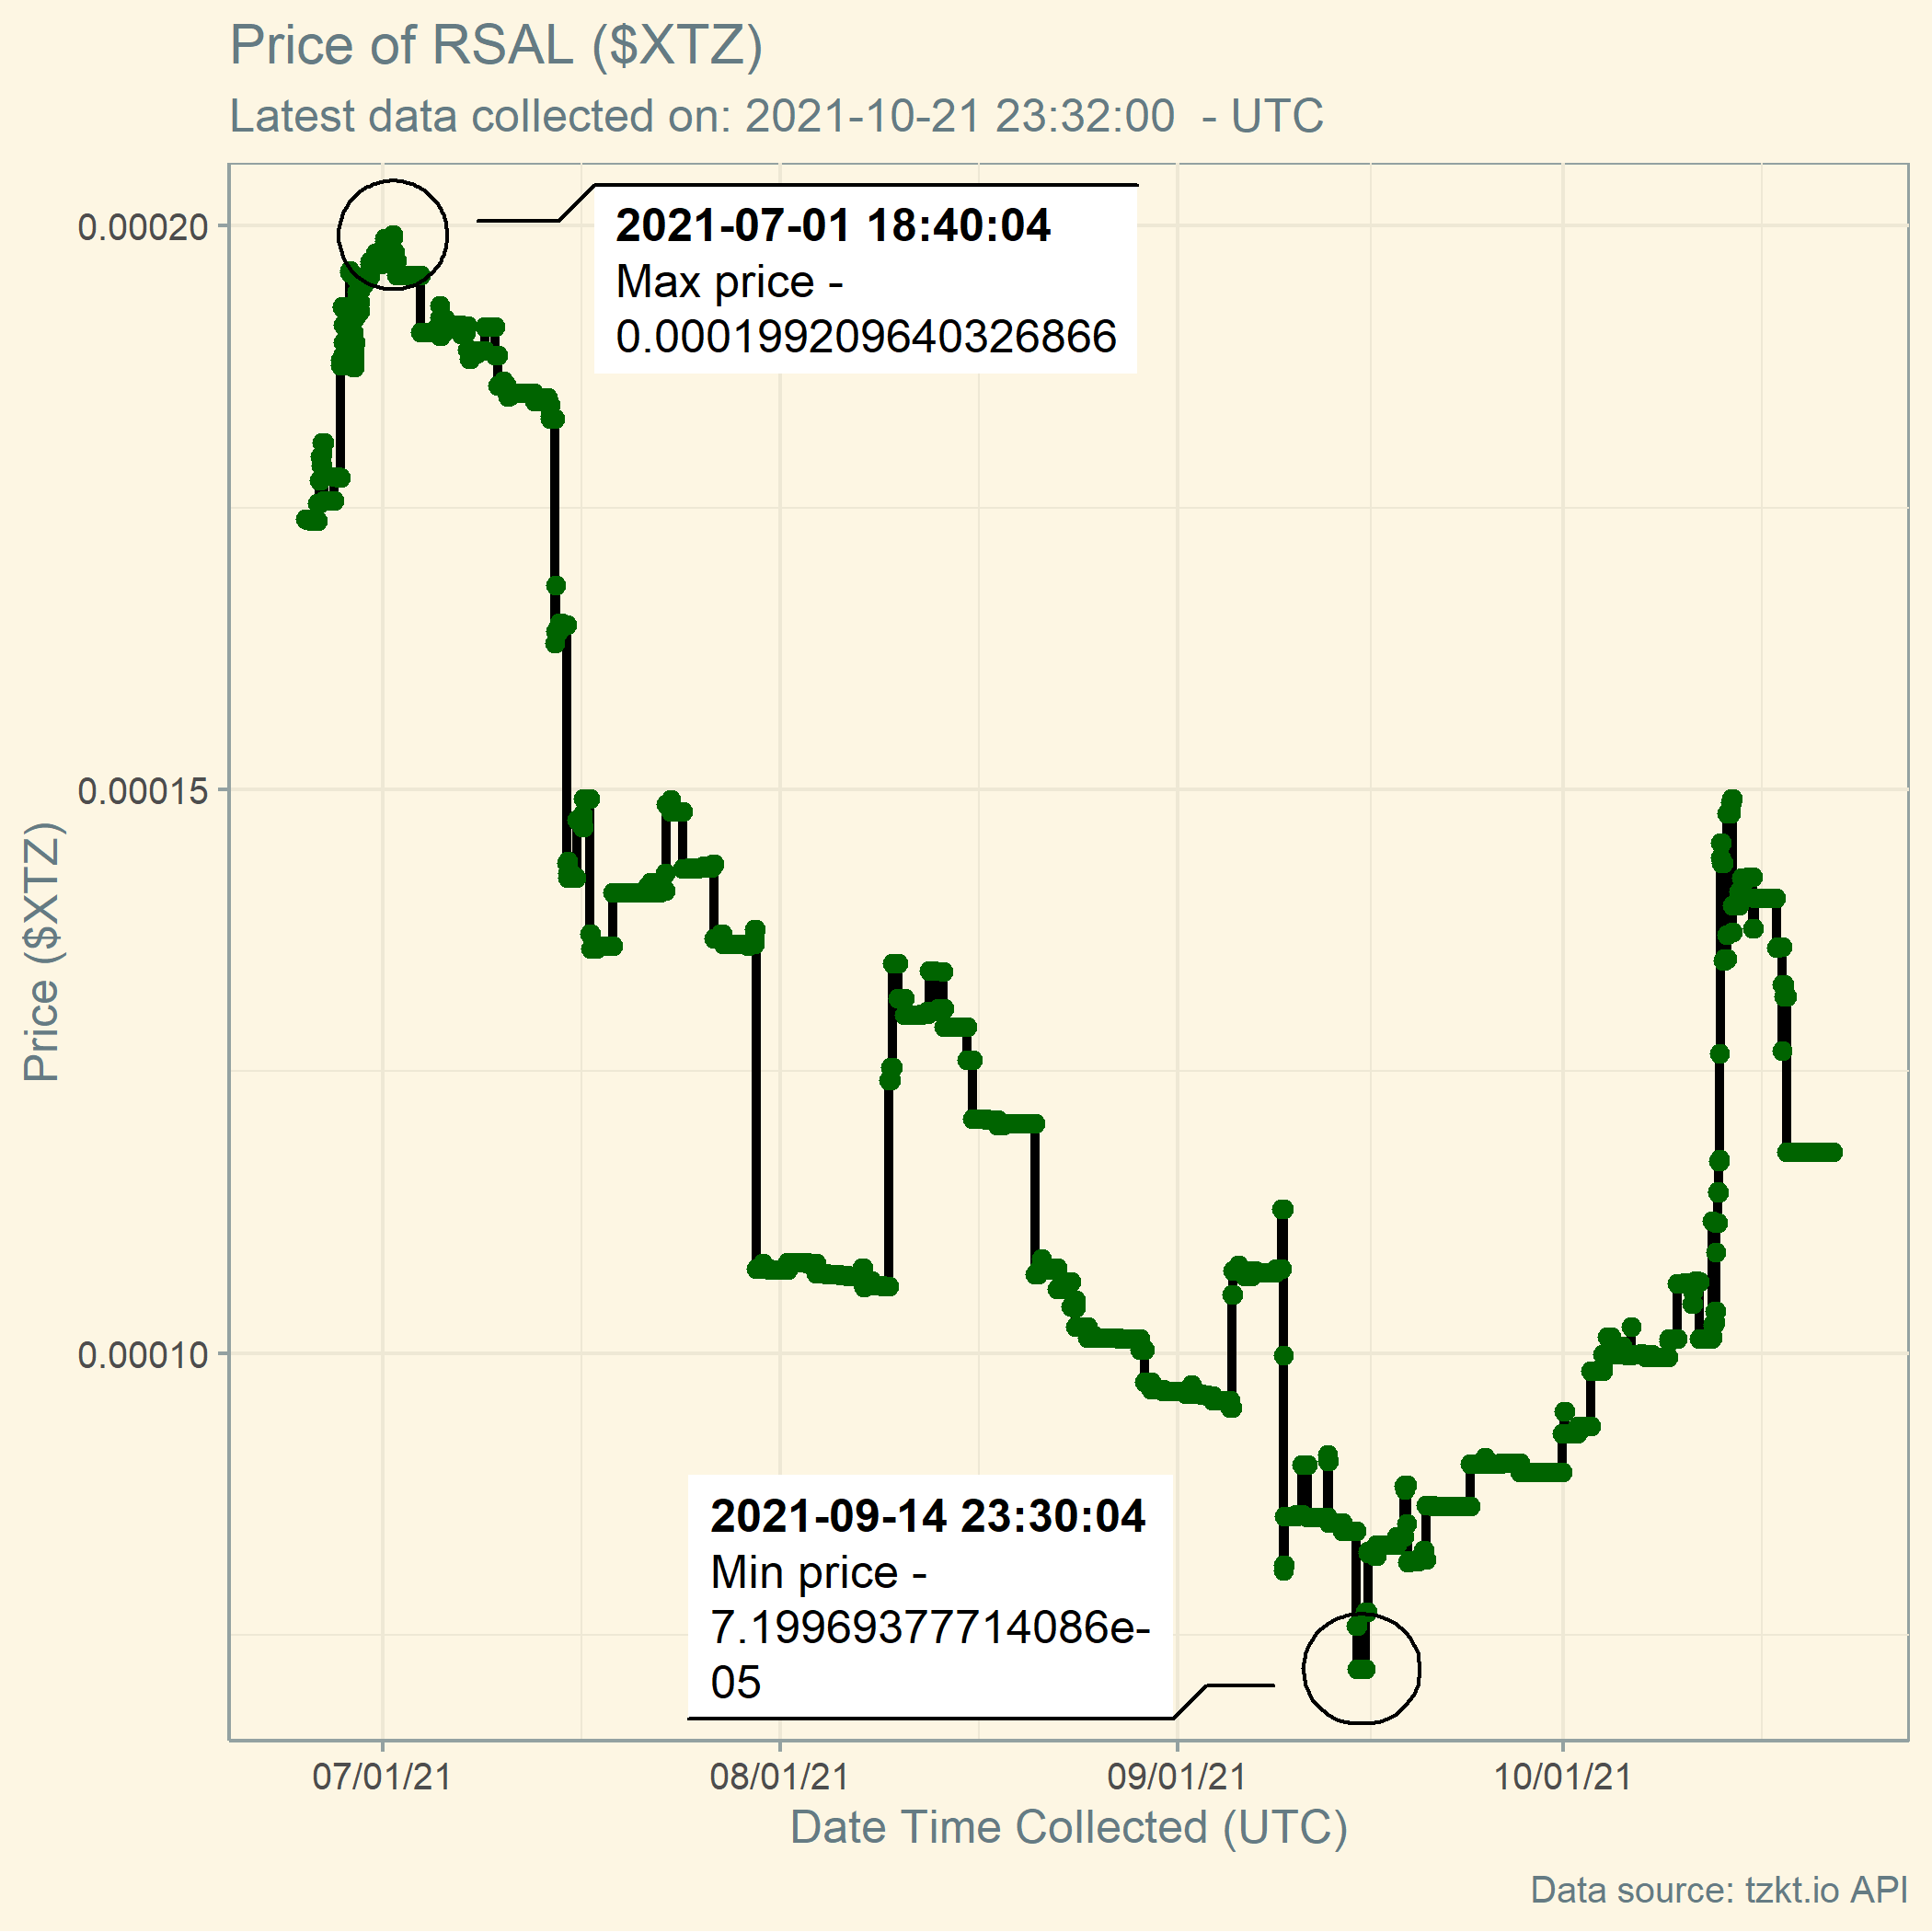 Price of RSAL ($XTZ)
Latest data collected on: 2021-10-21 23:32:00  - UTC
0.00020
2021-07-01 18:40:04
Max price -
0.000199209640326866
0.00015
Price ($XTZ)
0.00010
2021-09-14 23:30:04
Min price -
7.19969377714086e-
05
07/01/21
08/01/21
09/01/21
10/01/21
Date Time Collected (UTC)
Data source: tzkt.io API